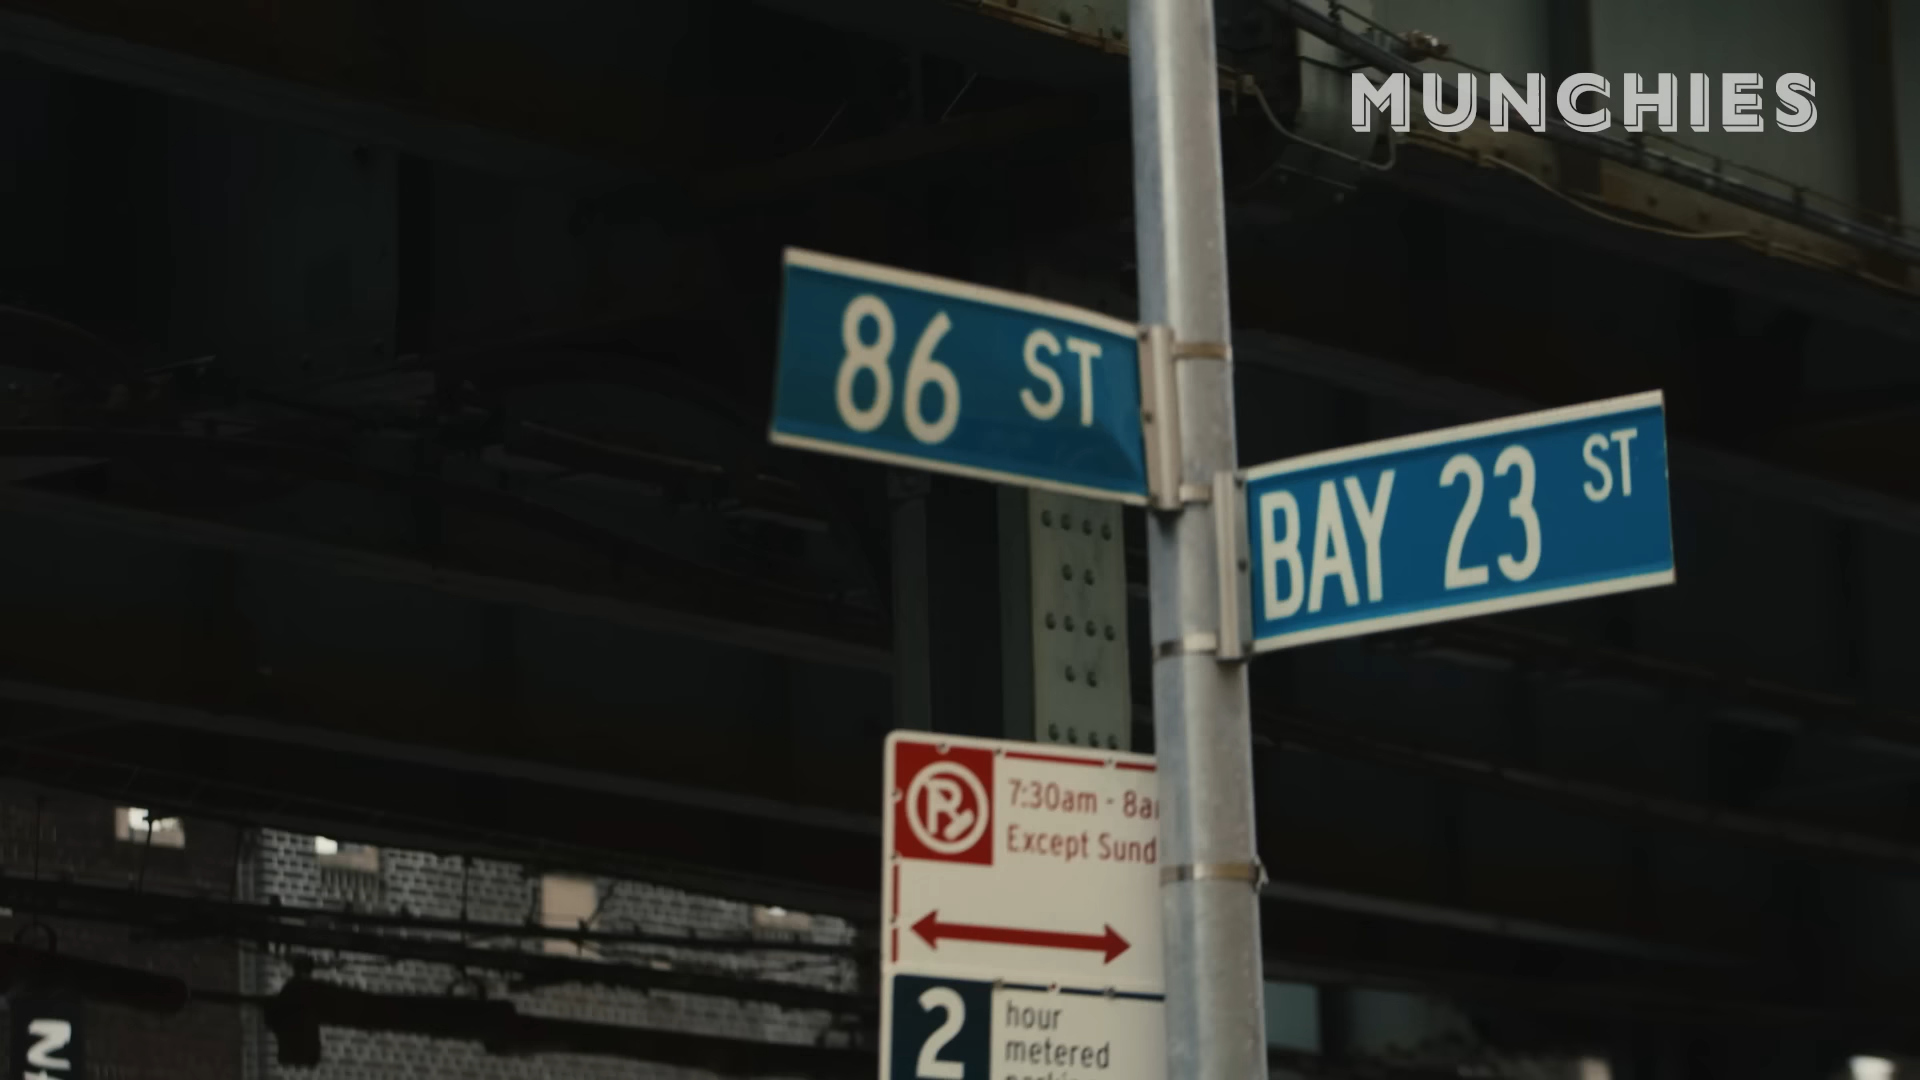 MUNCHIES
86 ST
BAY 23 ST
7:30am - 8a
Except Sund
2 hour
metered